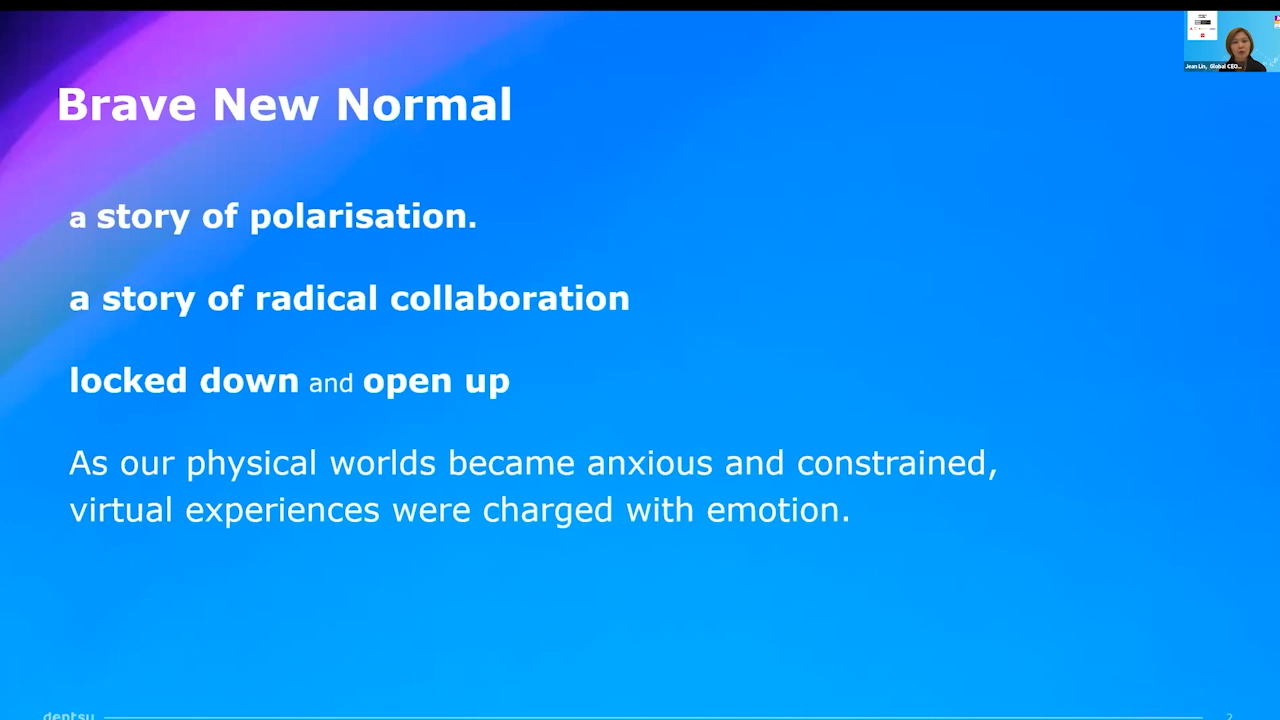 Brave New Normal
a story of polarisation.
a story of radical collaboration
locked down and open up
As our physical worlds became anxious and constrained,
virtual experiences were charged with emotion.
Jean Lin, Global CEO...
dentsu
2